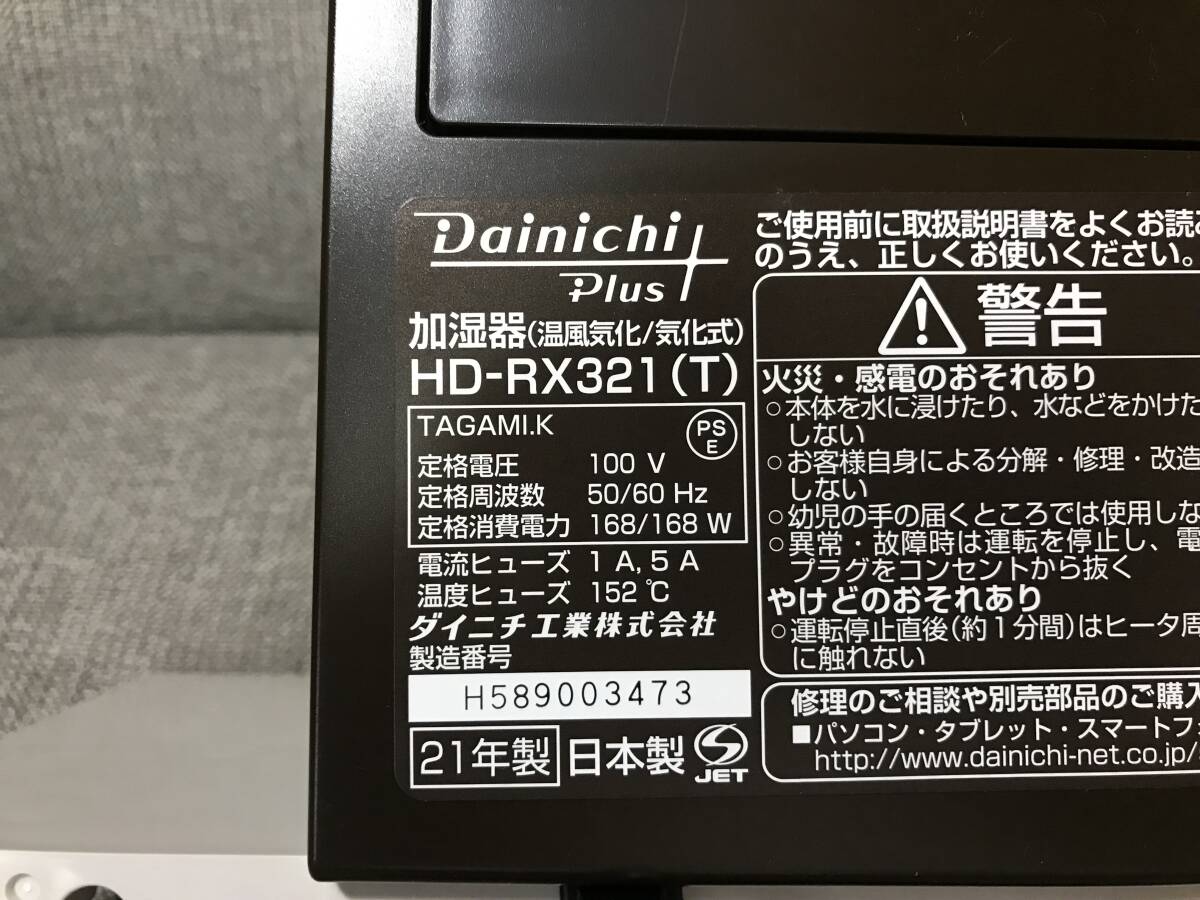 Dainichi
Plus
加湿器(温風気化/気化式)
HD-RX321(T)
TAGAMI.K
PS
E
定格電圧 100 V
定格周波数 50/60 Hz
定格消費電力 168/168 W
電流ヒューズ 1 A, 5 A
温度ヒューズ 152 ℃
ダイニチ工業株式会社
製造番号
H589003473
21年製 日本製 JET
ご使用前に取扱説明書をよくお読み
のうえ、正しくお使いください。
警告
火災・感電のおそれあり
○本体を水に浸けたり、水などをかけた
しない
○お客様自身による分解・修理・改造
しない
○幼児の手の届くところでは使用しな
○異常・故障時は運転を停止し、電
プラグをコンセントから抜く
やけどのおそれあり
○運転停止直後(約1分間)はヒータ周
に触れない
修理のご相談や別売部品のご購入
■パソコン・タブレット・スマートフ
http://www.dainichi-net.co.jp/